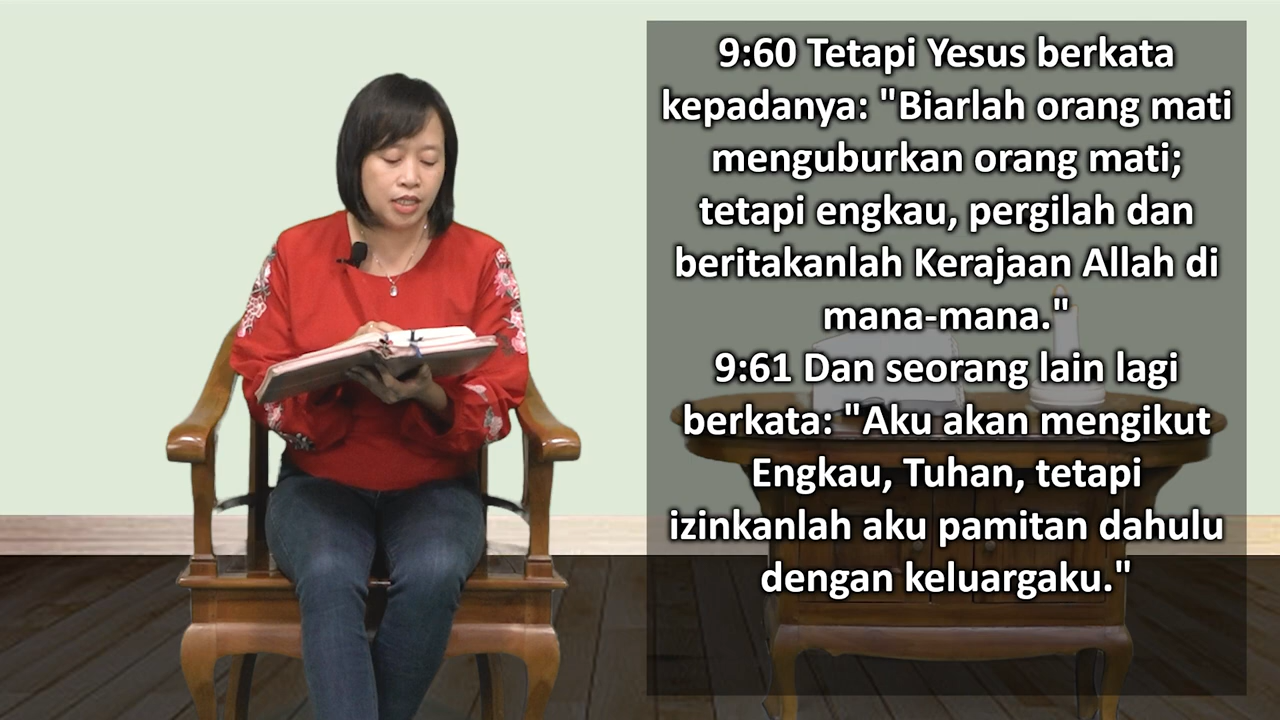 9:60 Tetapi Yesus berkata
kepadanya: "Biarlah orang mati
menguburkan orang mati;
tetapi engkau, pergilah dan
beritakanlah Kerajaan Allah di
mana-mana."
9:61 Dan seorang lain lagi
berkata: "Aku akan mengikut
Engkau, Tuhan, tetapi
izinkanlah aku pamitan dahulu
dengan keluargaku."